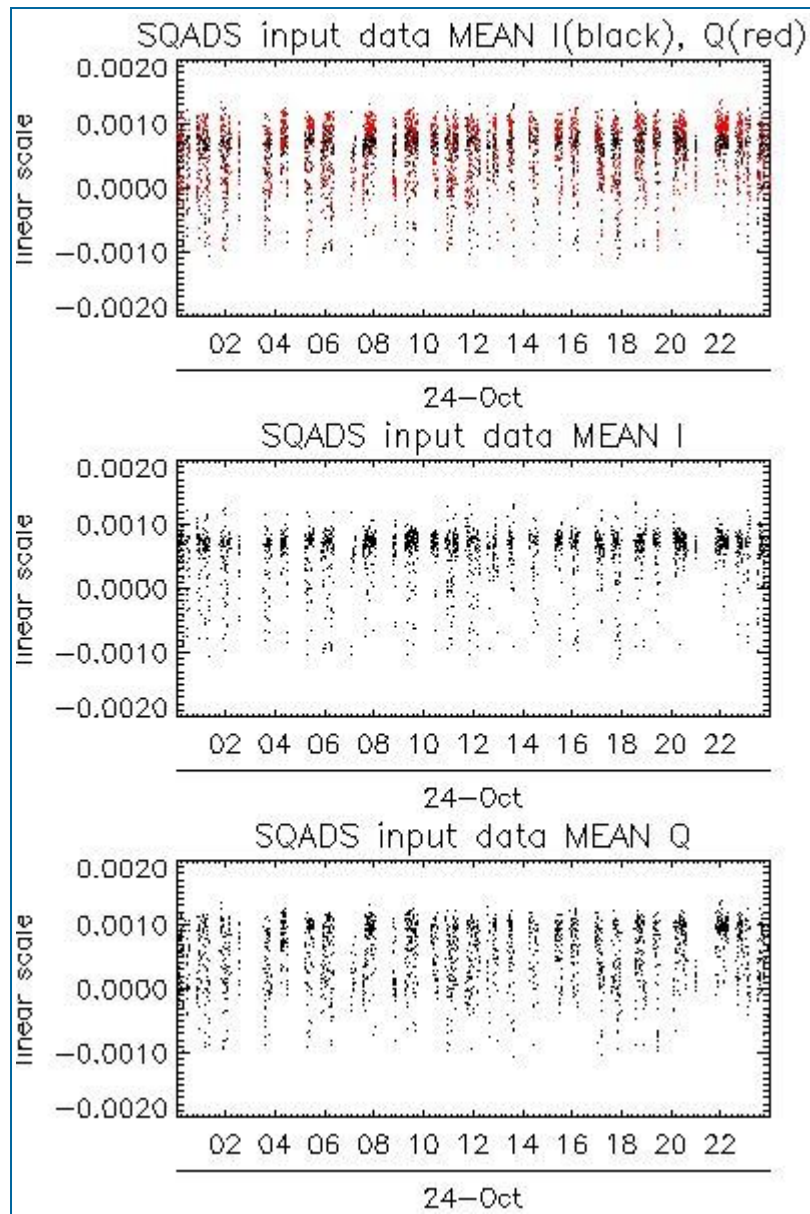 SQADS input data MEAN I(black), Q(red)
0.0020
0.0010
0.0000
−0.0010
−0.0020
linear scale
02 04 06 08 10 12 14 16 18 20 22
24−Oct
SQADS input data MEAN I
0.0020
0.0010
0.0000
−0.0010
−0.0020
linear scale
02 04 06 08 10 12 14 16 18 20 22
24−Oct
SQADS input data MEAN Q
0.0020
0.0010
0.0000
−0.0010
−0.0020
linear scale
02 04 06 08 10 12 14 16 18 20 22
24−Oct